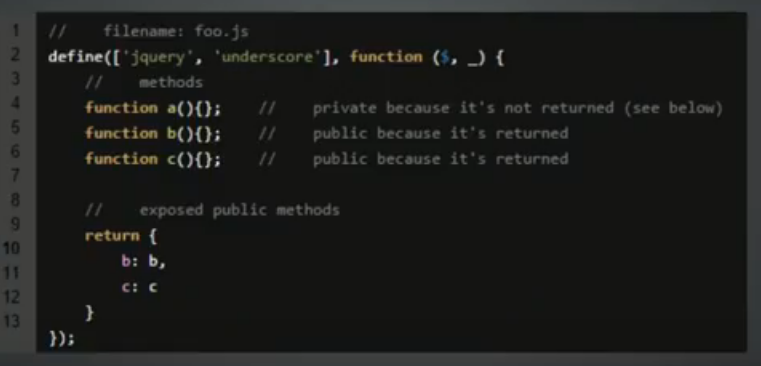 1 //    filename: foo.js
2 define(['jquery', 'underscore'], function ($, _) {
3     //    methods
4     function a(){};    //    private because it's not returned (see below)
5     function b(){};    //    public because it's returned
6     function c(){};    //    public because it's returned
7
8     //    exposed public methods
9     return {
10         b: b,
11         c: c
12     }
13 });